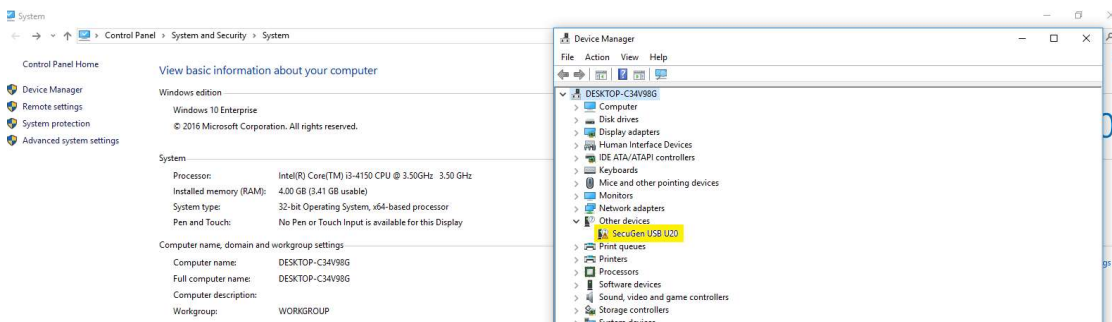 System
Control Panel > System and Security > System
Control Panel Home
Device Manager
Remote settings
System protection
Advanced system settings
View basic information about your computer
Windows edition
Windows 10 Enterprise
© 2016 Microsoft Corporation. All rights reserved.
System
Processor: Intel(R) Core(TM) i3-4150 CPU @ 3.50GHz 3.50 GHz
Installed memory (RAM): 4.00 GB (3.41 GB usable)
System type: 32-bit Operating System, x64-based processor
Pen and Touch: No Pen or Touch Input is available for this Display
Computer name, domain and workgroup settings
Computer name: DESKTOP-C34V98G
Full computer name: DESKTOP-C34V98G
Computer description:
Workgroup: WORKGROUP
Device Manager
File Action View Help
DESKTOP-C34V98G
Computer
Disk drives
Display adapters
Human Interface Devices
IDE ATA/ATAPI controllers
Keyboards
Mice and other pointing devices
Monitors
Network adapters
Other devices
SecuGen USB U20
Print queues
Printers
Processors
Software devices
Sound, video and game controllers
Storage controllers
System devices